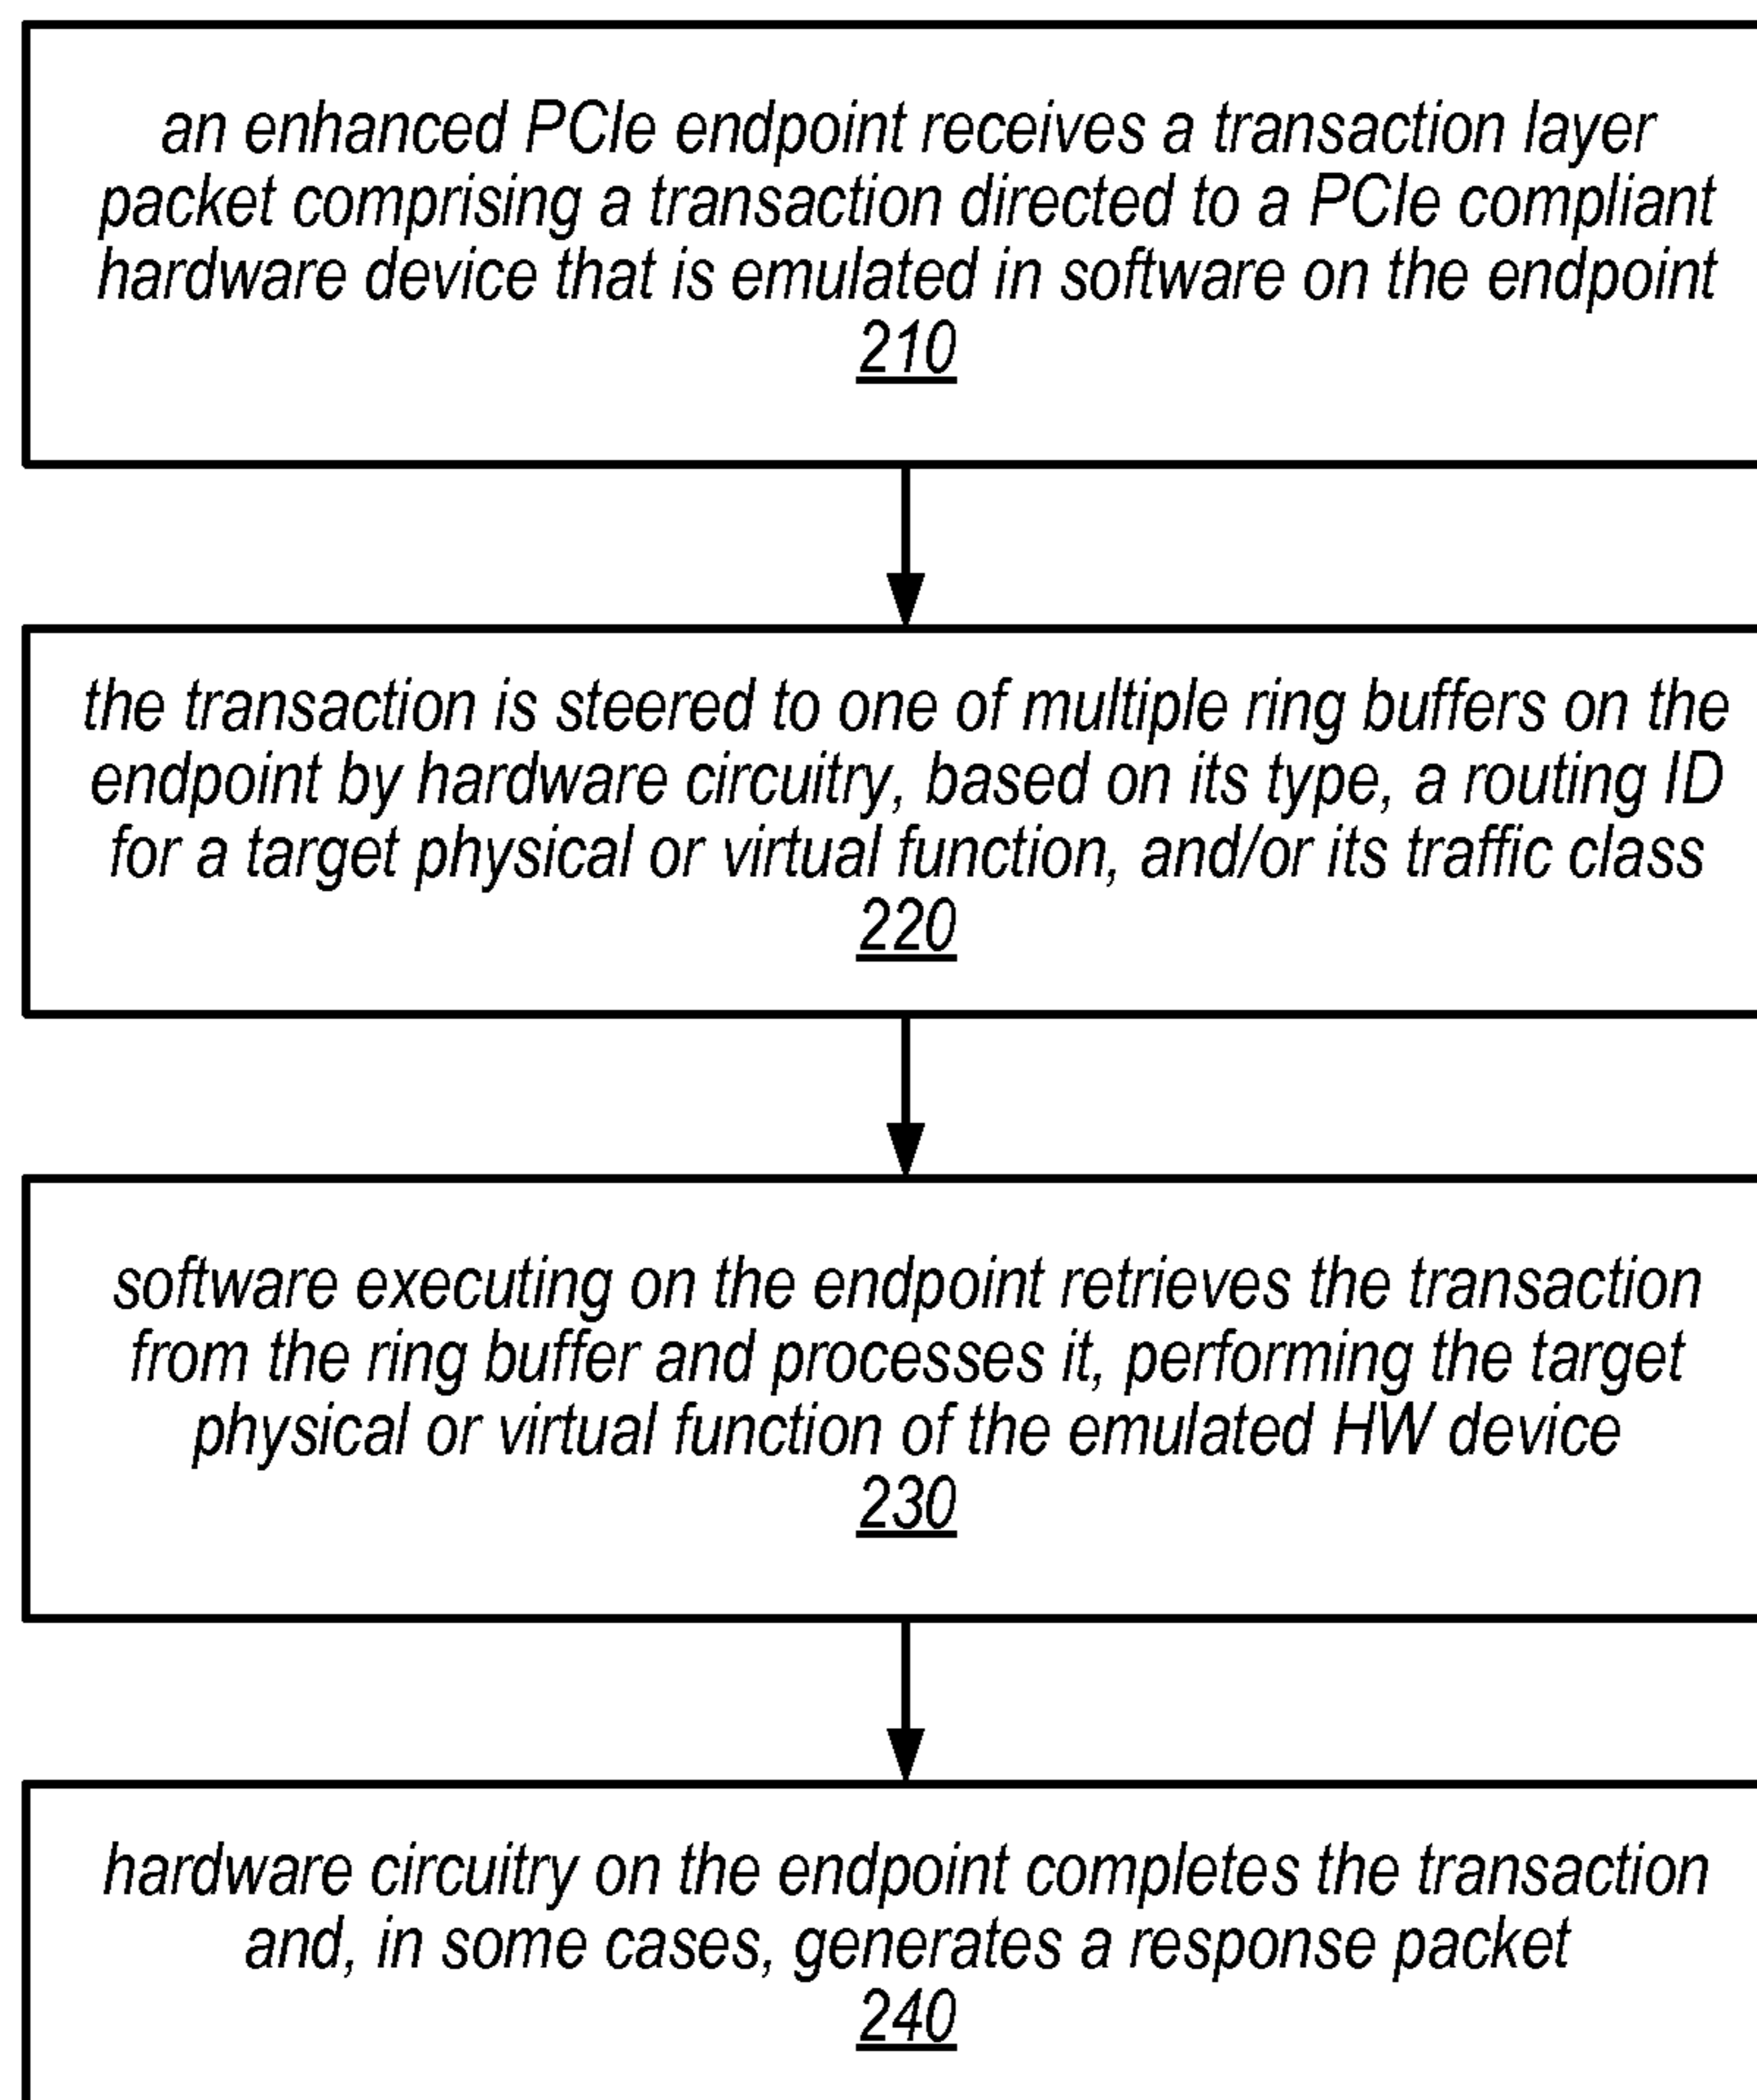 an enhanced PCIe endpoint receives a transaction layer
packet comprising a transaction directed to a PCIe compliant
hardware device that is emulated in software on the endpoint
210
the transaction is steered to one of multiple ring buffers on the
endpoint by hardware circuitry, based on its type, a routing ID
for a target physical or virtual function, and/or its traffic class
220
software executing on the endpoint retrieves the transaction
from the ring buffer and processes it, performing the target
physical or virtual function of the emulated HW device
230
hardware circuitry on the endpoint completes the transaction
and, in some cases, generates a response packet
240